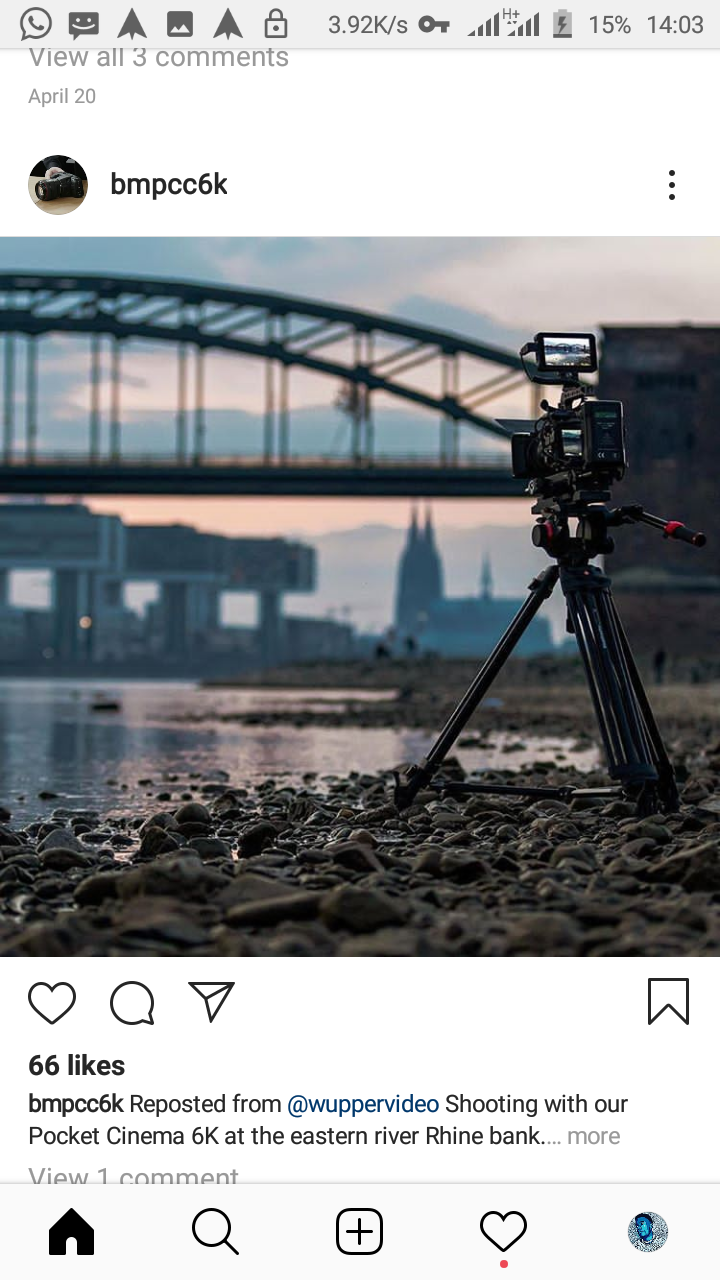 3.92K/s H+ 15% 14:03
View all 3 comments
April 20
bmpcc6k
66 likes
bmpcc6k Reposted from @wuppervideo Shooting with our
Pocket Cinema 6K at the eastern river Rhine bank.... more
View 1 comment